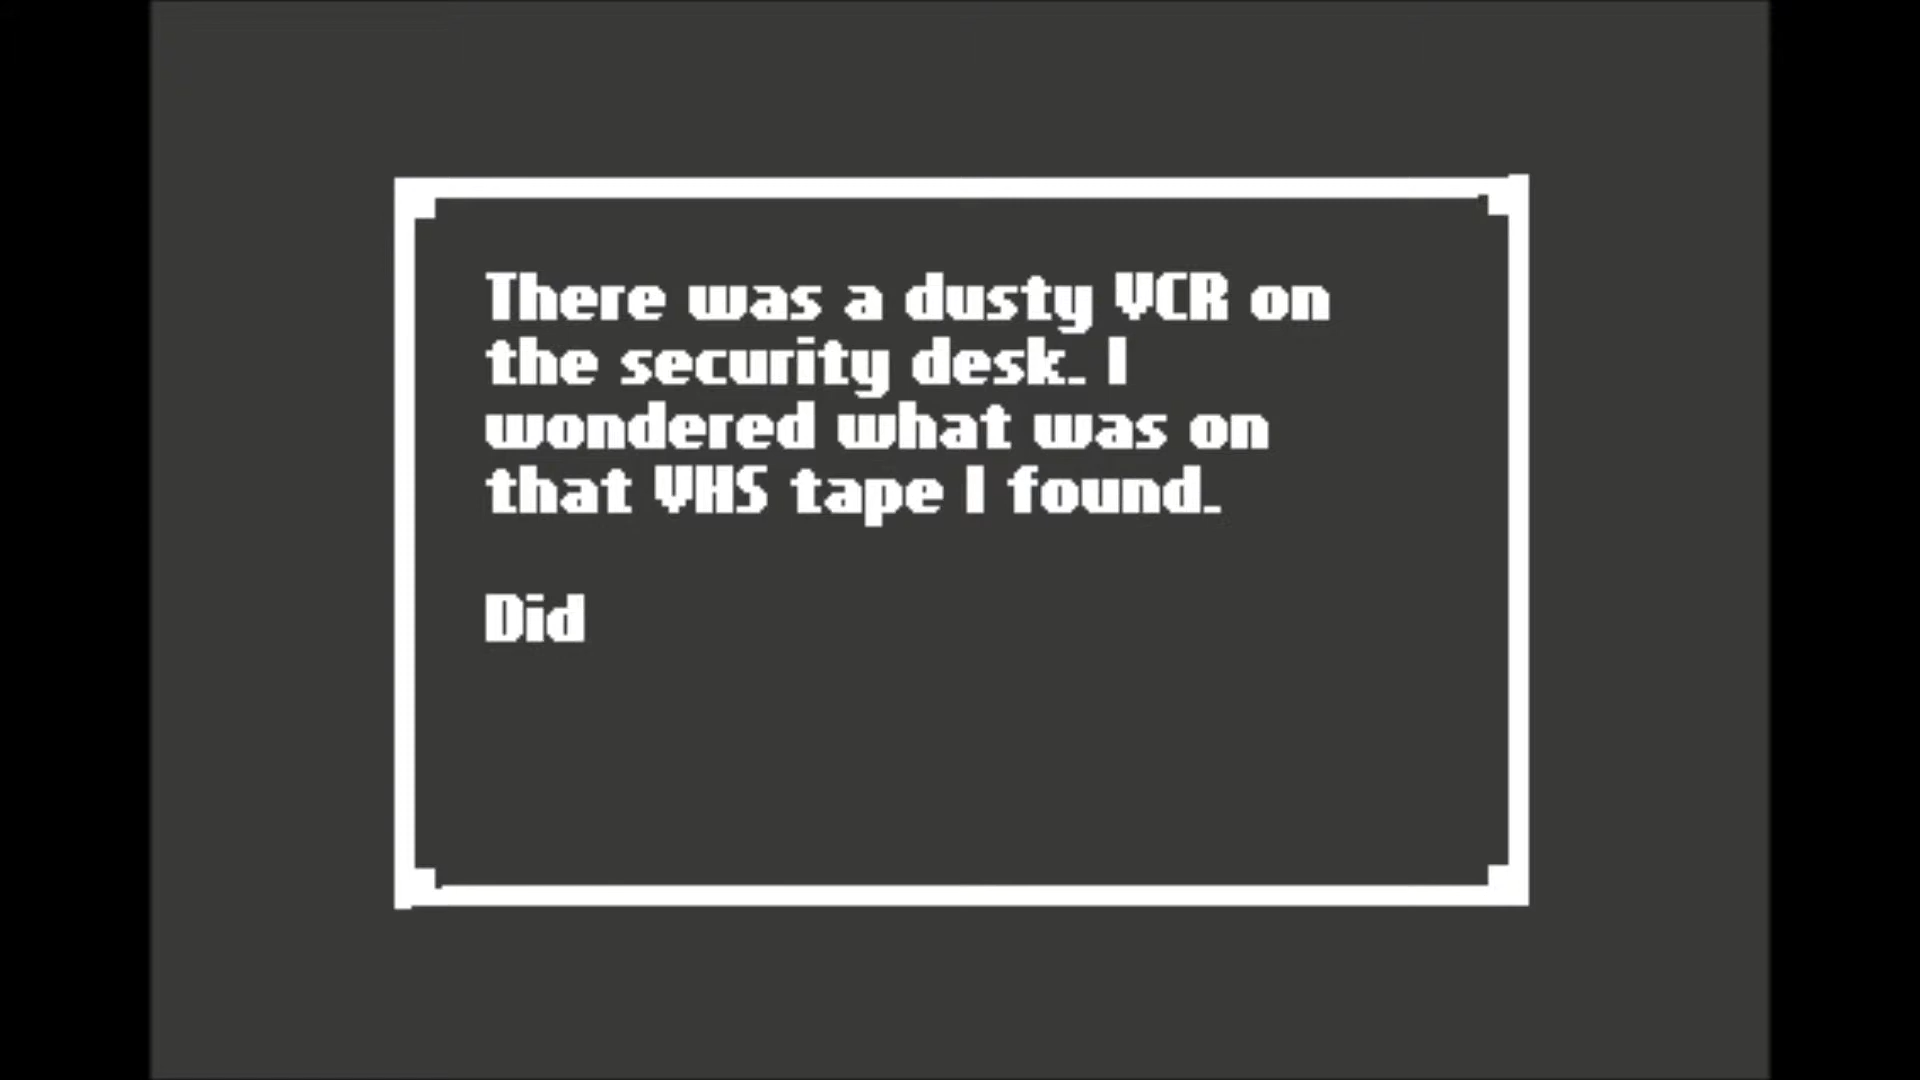 There was a dusty VCR on
the security desk. I
wondered what was on
that VHS tape I found.
Did